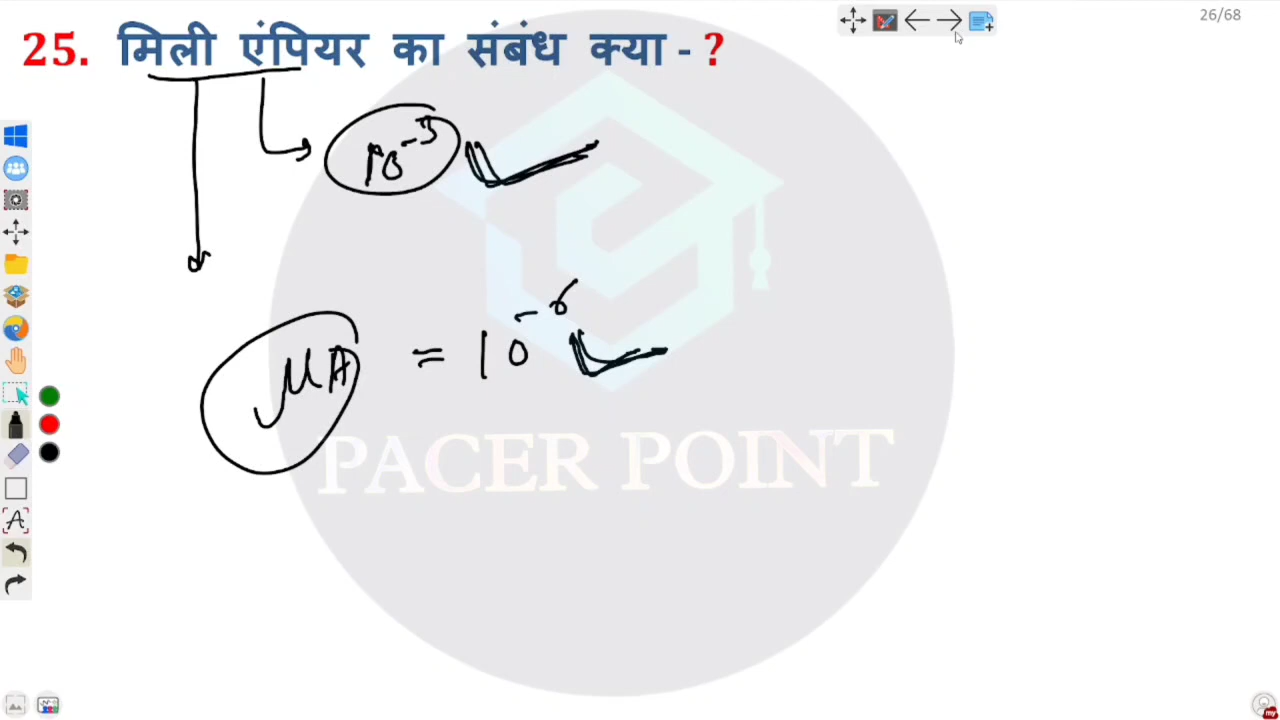 26/68
25. मिली एंपियर का संबंध क्या - ?
10⁻³
μA = 10⁻⁶
PACER POINT